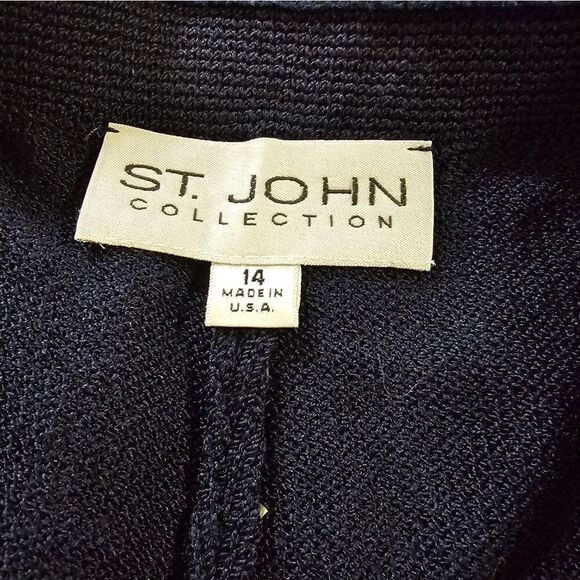 ST. JOHN
COLLECTION
14
MADE IN
U.S.A.